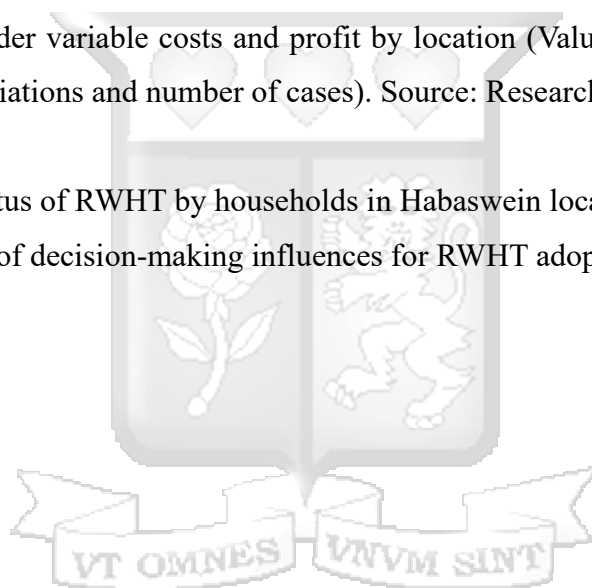 der variable costs and profit by location (Valu
iations and number of cases). Source: Research
tus of RWHT by households in Habaswein loca
of decision-making influences for RWHT adop
VT OMNES VNVM SINT